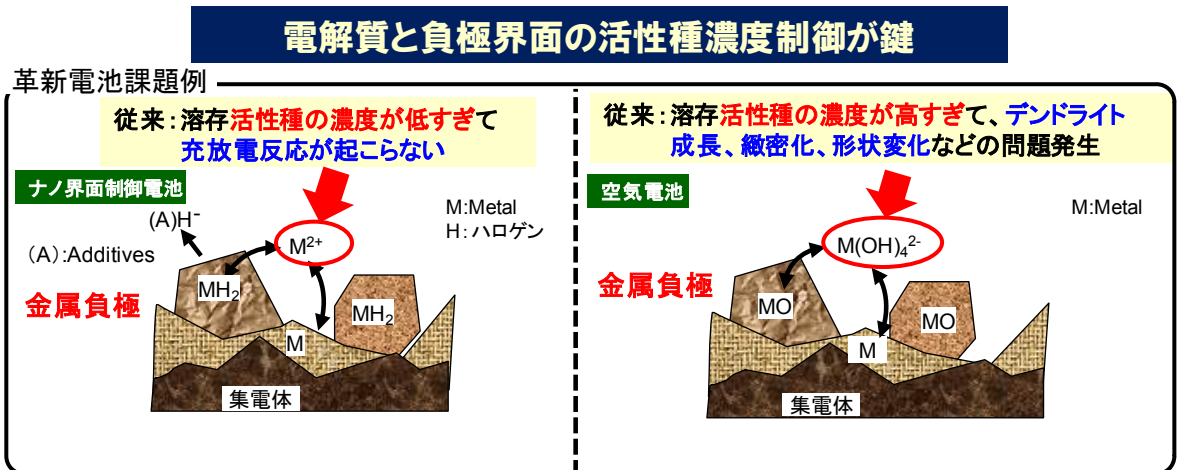 電解質と負極界面の活性種濃度制御が鍵
革新電池課題例
従来：溶存活性種の濃度が低すぎて
充放電反応が起こらない
ナノ界面制御電池
(A)H⁻
M²⁺
M:Metal
H：ハロゲン
（A）:Additives
金属負極
MH₂
MH₂
M
集電体
従来：溶存活性種の濃度が高すぎて、デンドライト
成長、緻密化、形状変化などの問題発生
空気電池
M:Metal
M(OH)₄²⁻
金属負極
MO
MO
M
集電体